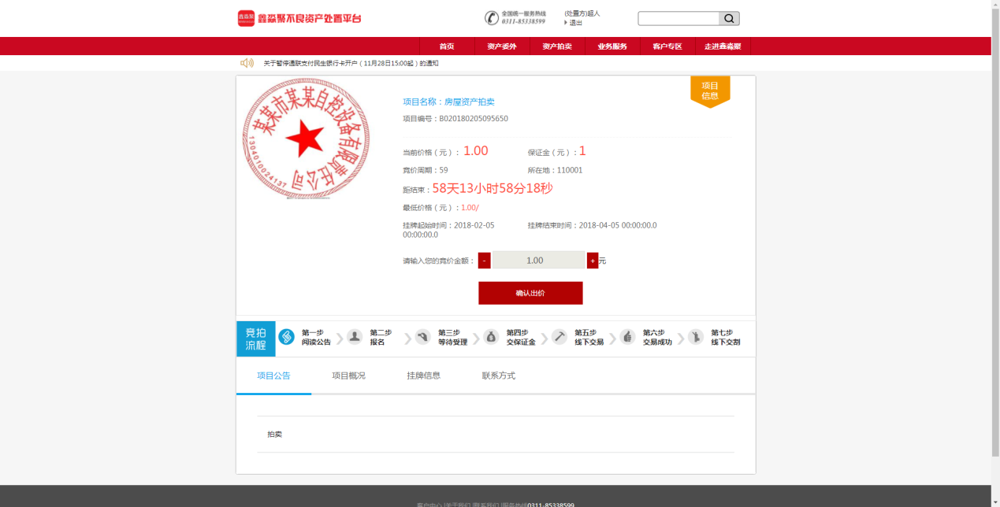 鑫淼聚不良资产处置平台
全国统一服务热线
0311-85338599
(处置方)超人
退出
首页 资产委外 资产拍卖 业务服务 客户专区 走进鑫淼聚
关于暂停通联支付民生银行卡开户（11月28日15:00起）的通知
某某市某某自控设备有限责任公司
1304010024137
项目
信息
项目名称：房屋资产拍卖
项目编号：B020180205095650
当前价格（元）：1.00 保证金（元）：1
竞价周期：59 所在地：110001
距结束：58天13小时58分18秒
最低价格（元）：1.00/
挂牌起始时间：2018-02-05 00:00:00.0 挂牌结束时间：2018-04-05 00:00:00.0
请输入您的竞价金额： - 1.00 + 元
确认出价
竞拍
流程
第一步
阅读公告
第二步
报名
第三步
等待受理
第四步
交保证金
第五步
线下交易
第六步
交易成功
第七步
线下交割
项目公告 项目概况 挂牌信息 联系方式
拍卖
客户中心 |关于我们 |联系我们 |服务热线0311-85338599